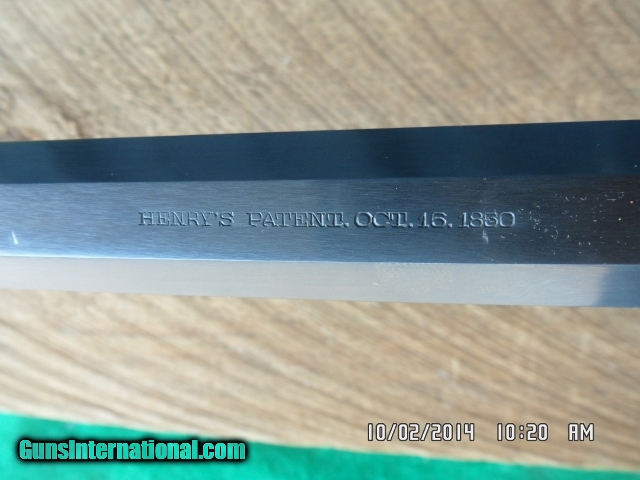 HENRY'S PATENT. OCT. 16. 1860
10/02/2014 10:20 AM
GunsInternational.com